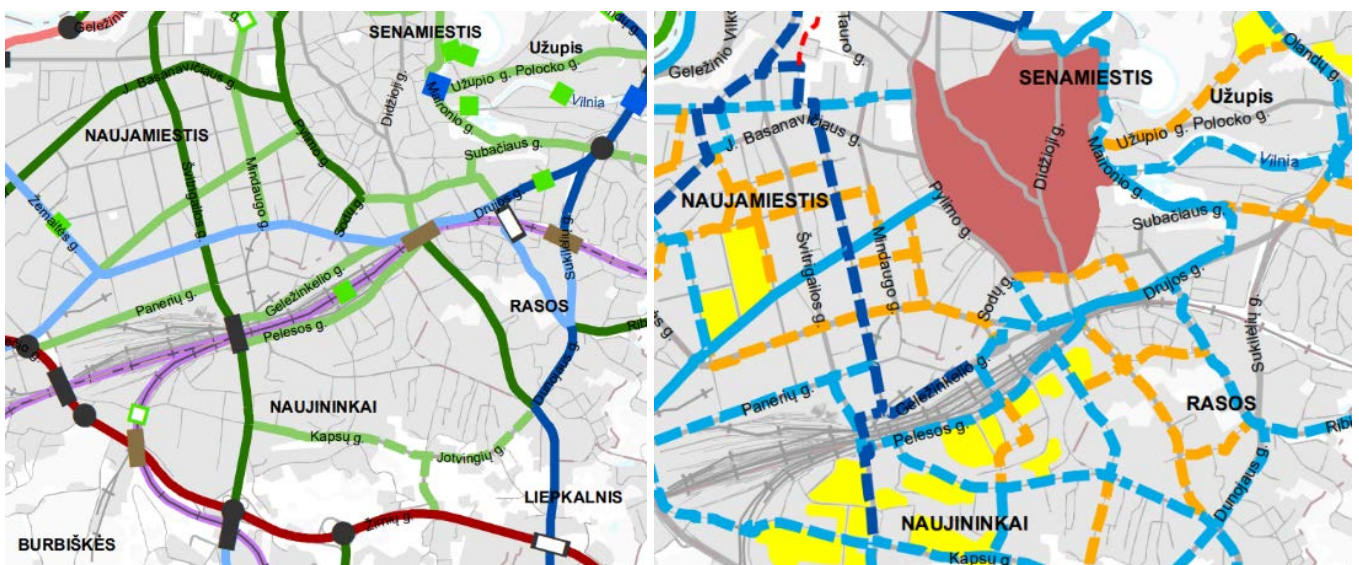 Geležinio
SENAMIESTIS
Užupis
J. Basanavičiaus g.
Didžioji g.
Užupio g. Polocko g.
Vilnia
Maironio g.
NAUJAMIESTIS
Pylimo g.
Subačiaus g.
Švitrigailos g.
Mindaugo g.
Žemaitės g.
Sodų g.
Drujos g.
Sukilėlių g.
Geležinkelio g.
Panerių g.
Pelesos g.
RASOS
Rib
NAUJININKAI
Dunojaus g.
Kapsų g.
Jotvingių g.
LIEPKALNIS
Žirnių g.
BURBIŠKĖS
Geležinio Vilko
Tauro g.
SENAMIESTIS
Olandų g.
Užupis
J. Basanavičiaus g.
Užupio g. Polocko g.
Didžioji g.
Maironio g.
Vilnia
NAUJAMIESTIS
Pylimo g.
Subačiaus g.
Švitrigailos g.
Mindaugo g.
Sodų g.
Drujos g.
Sukilėlių g.
Panerių g.
Geležinkelio g.
Pelesos g.
RASOS
Rib
Dunojaus g.
NAUJININKAI
Kapsų g.